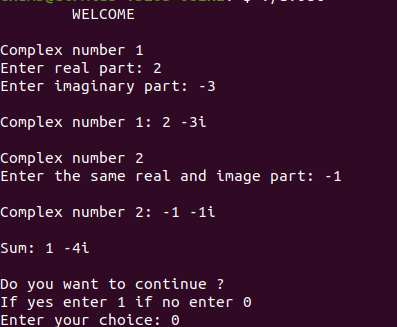 WELCOME
Complex number 1
Enter real part: 2
Enter imaginary part: -3
Complex number 1: 2 -3i
Complex number 2
Enter the same real and image part: -1
Complex number 2: -1 -1i
Sum: 1 -4i
Do you want to continue ?
If yes enter 1 if no enter 0
Enter your choice: 0